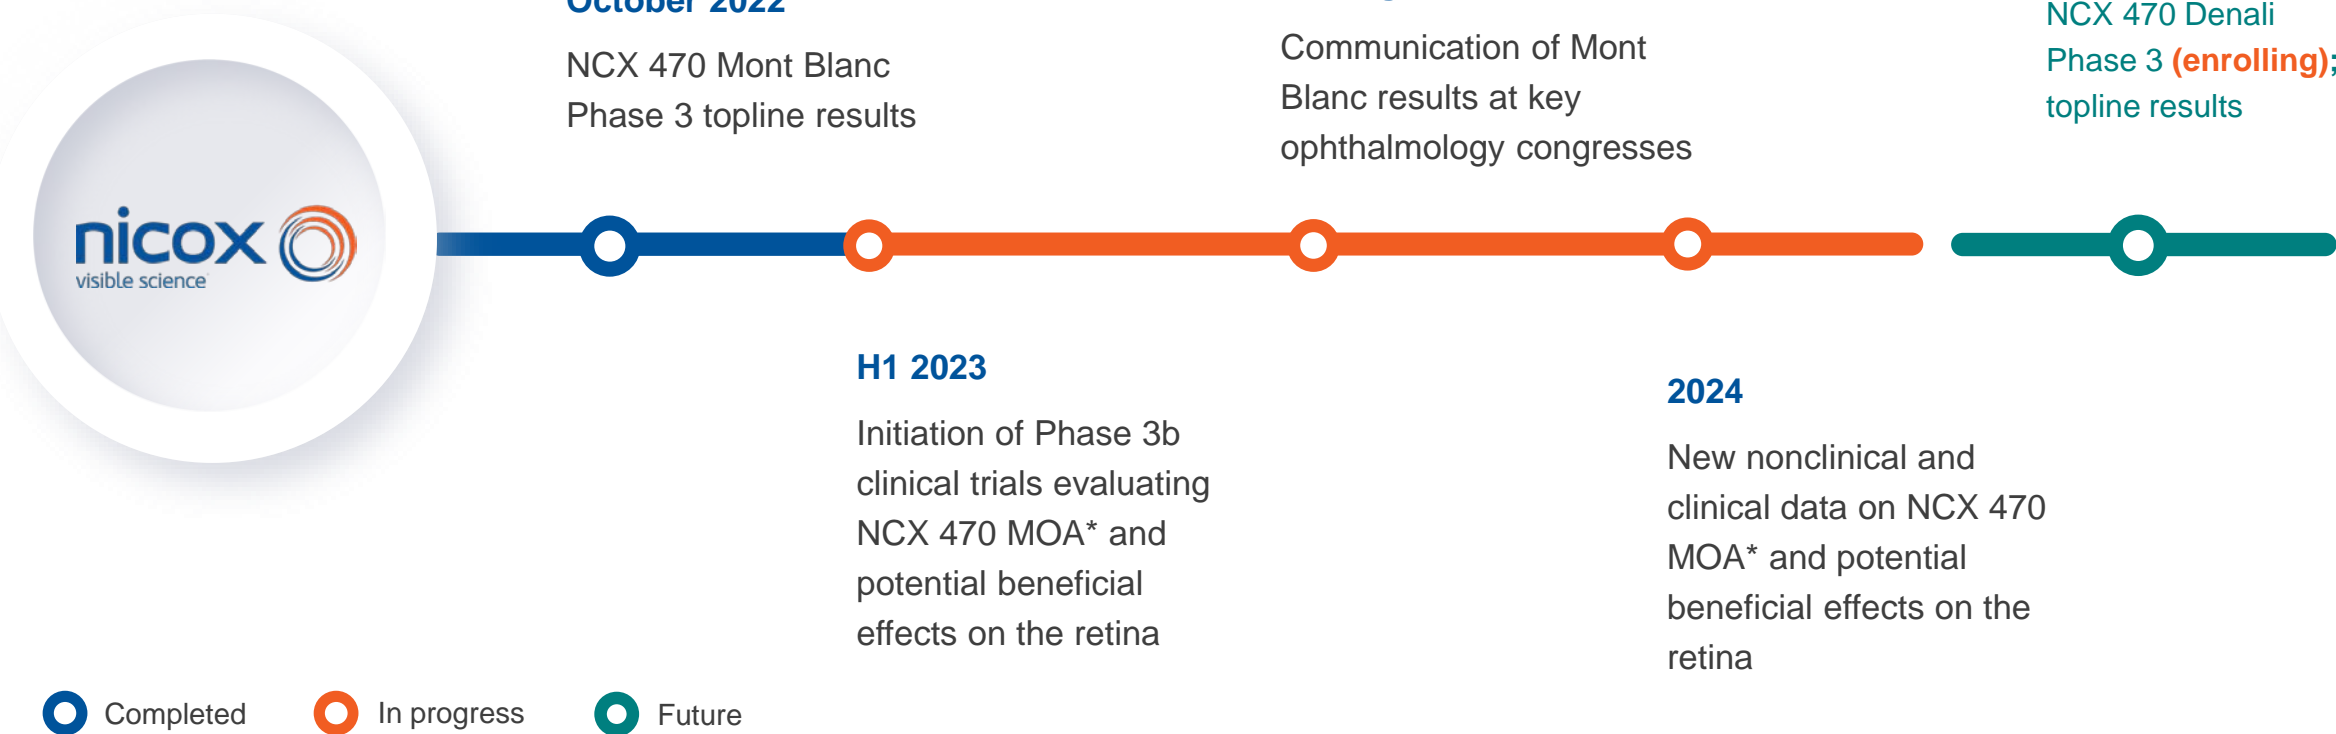 October 2022
NCX 470 Mont Blanc
Phase 3 topline results
Communication of Mont
Blanc results at key
ophthalmology congresses
NCX 470 Denali
Phase 3 (enrolling);
topline results
nicox
visible science
H1 2023
Initiation of Phase 3b
clinical trials evaluating
NCX 470 MOA* and
potential beneficial
effects on the retina
2024
New nonclinical and
clinical data on NCX 470
MOA* and potential
beneficial effects on the
retina
Completed
In progress
Future